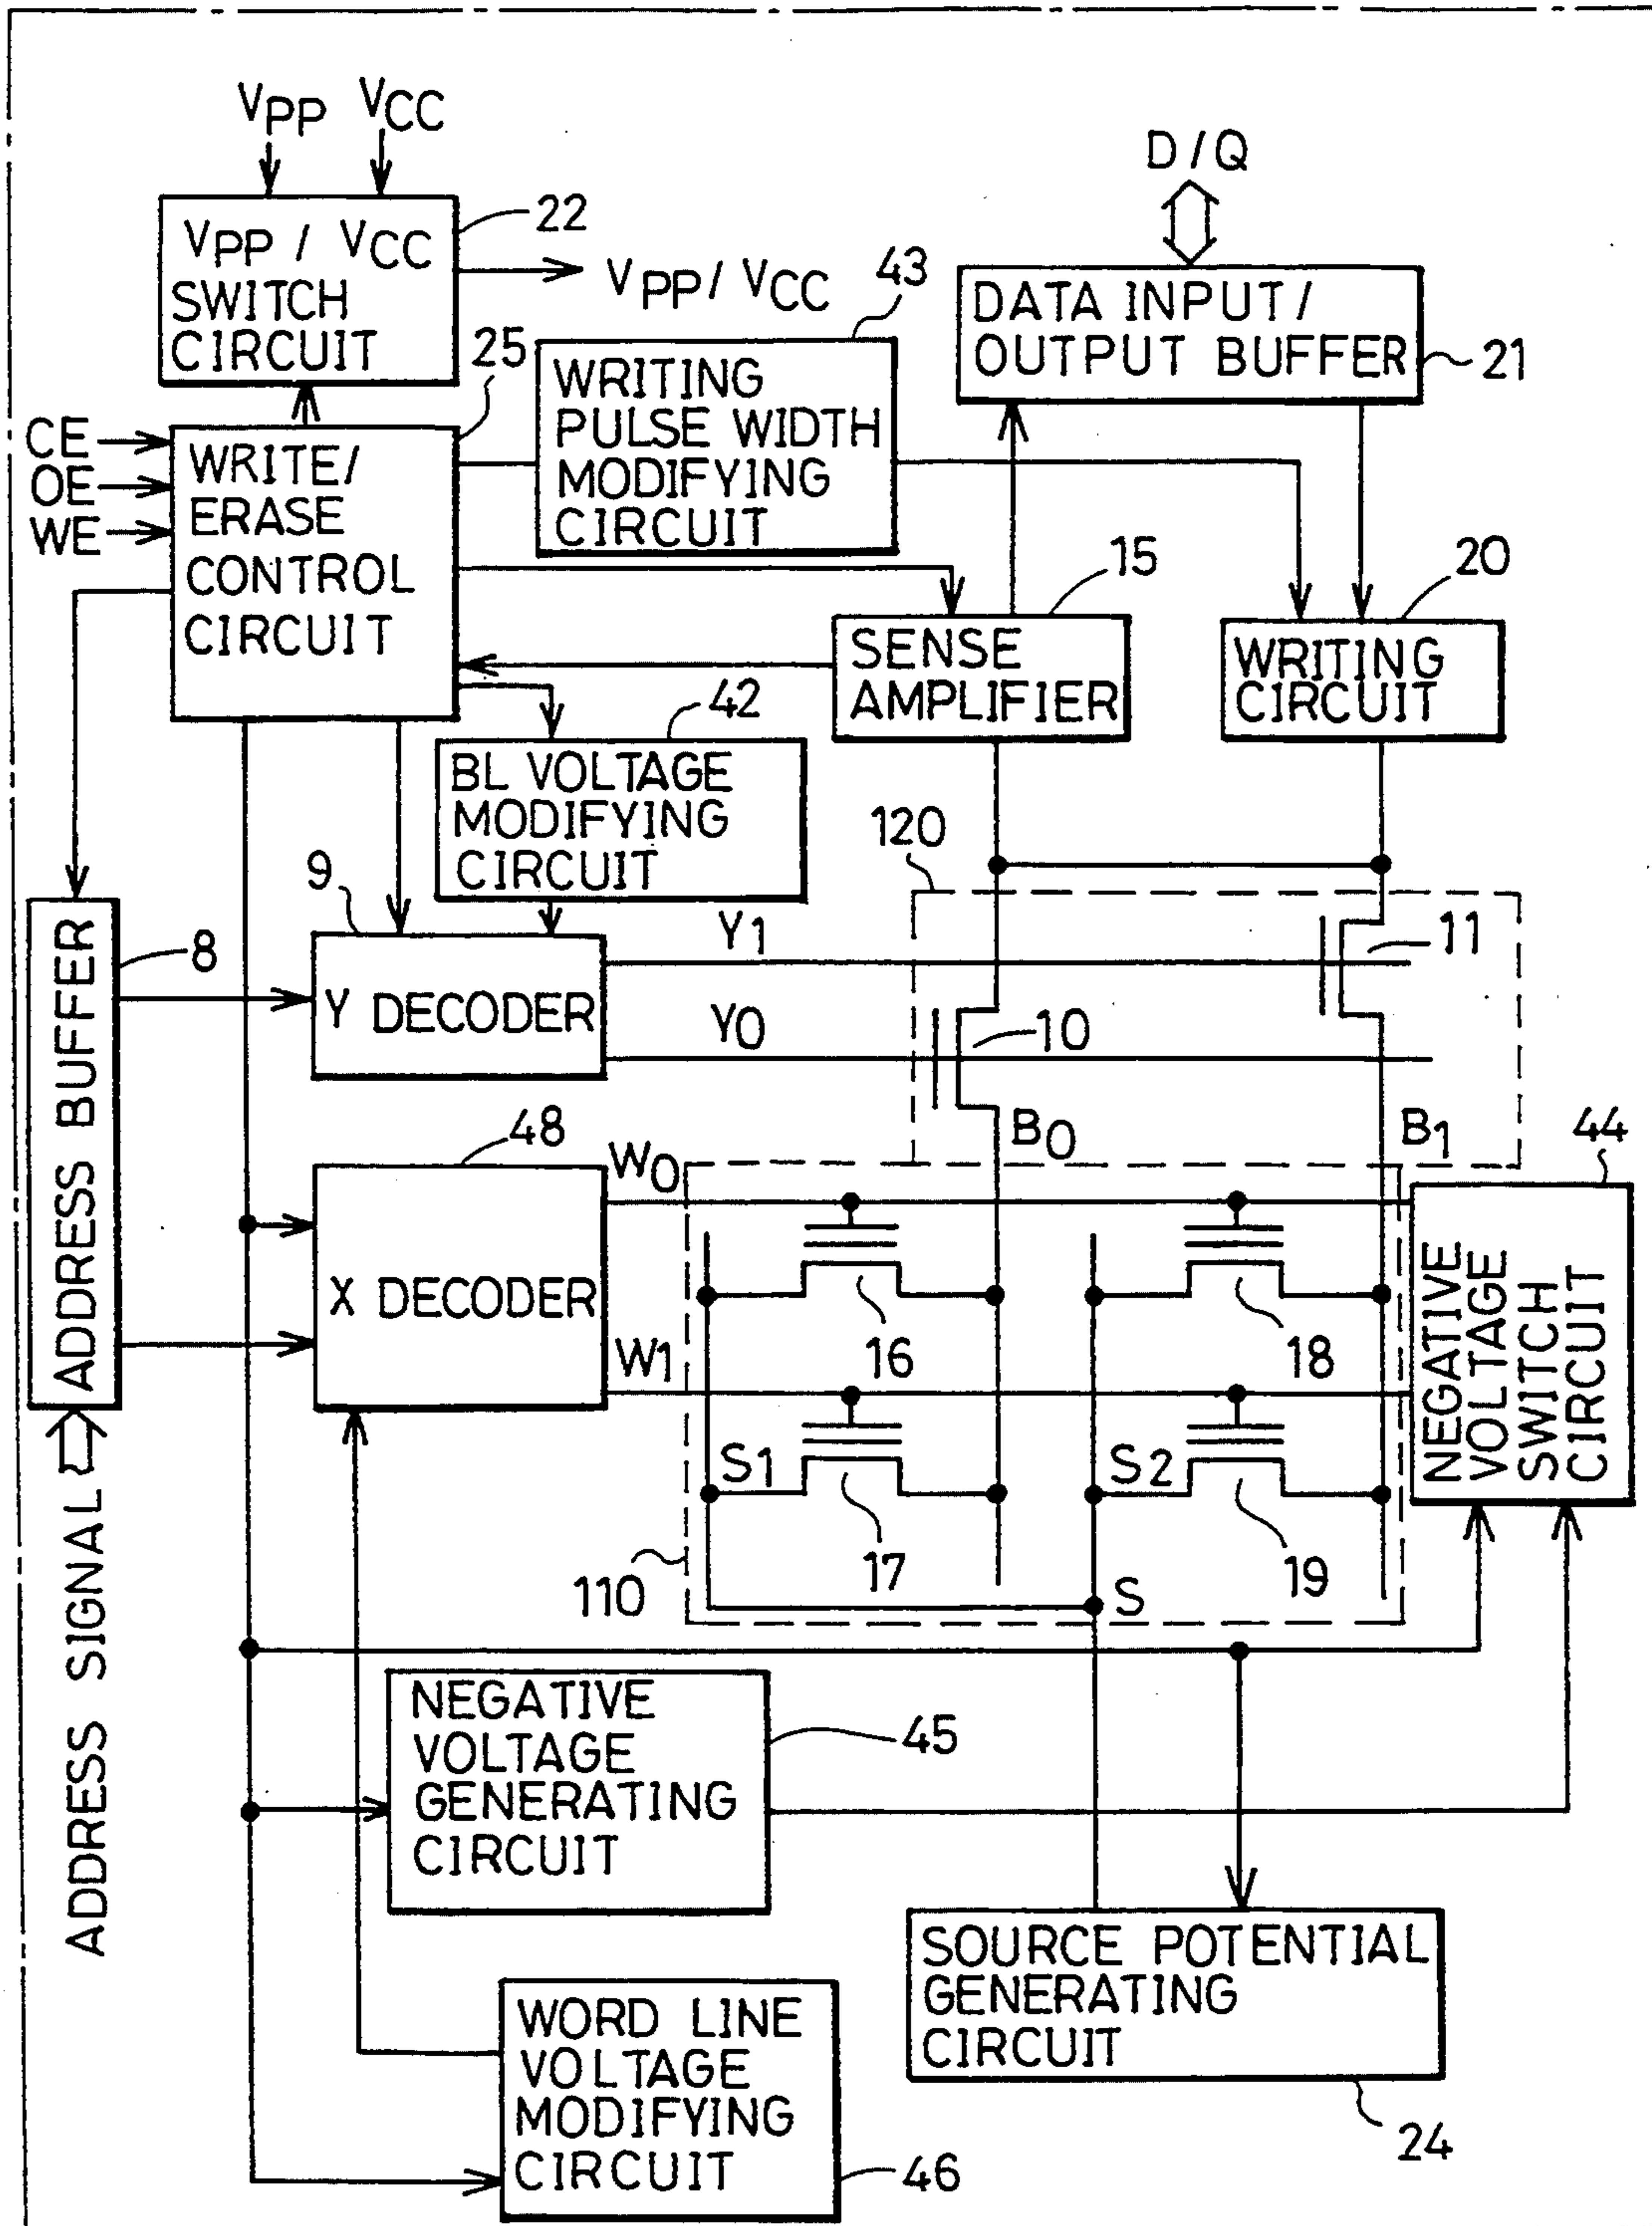 VPP VCC
D/Q
VPP / VCC
SWITCH
CIRCUIT
22
VPP / VCC
43
DATA INPUT/
OUTPUT BUFFER
21
25
WRITING
PULSE WIDTH
MODIFYING
CIRCUIT
CE
OE
WE
WRITE/
ERASE
CONTROL
CIRCUIT
15
20
SENSE
AMPLIFIER
WRITING
CIRCUIT
42
BL VOLTAGE
MODIFYING
CIRCUIT
120
9
8
ADDRESS BUFFER
Y DECODER
Y1
11
Y0
10
B0
B1
44
48
W0
X DECODER
16
18
W1
NEGATIVE
VOLTAGE
SWITCH
CIRCUIT
S1
S2
17
19
110
S
ADDRESS SIGNAL
NEGATIVE
VOLTAGE
GENERATING
CIRCUIT
45
SOURCE POTENTIAL
GENERATING
CIRCUIT
24
WORD LINE
VOLTAGE
MODIFYING
CIRCUIT
46